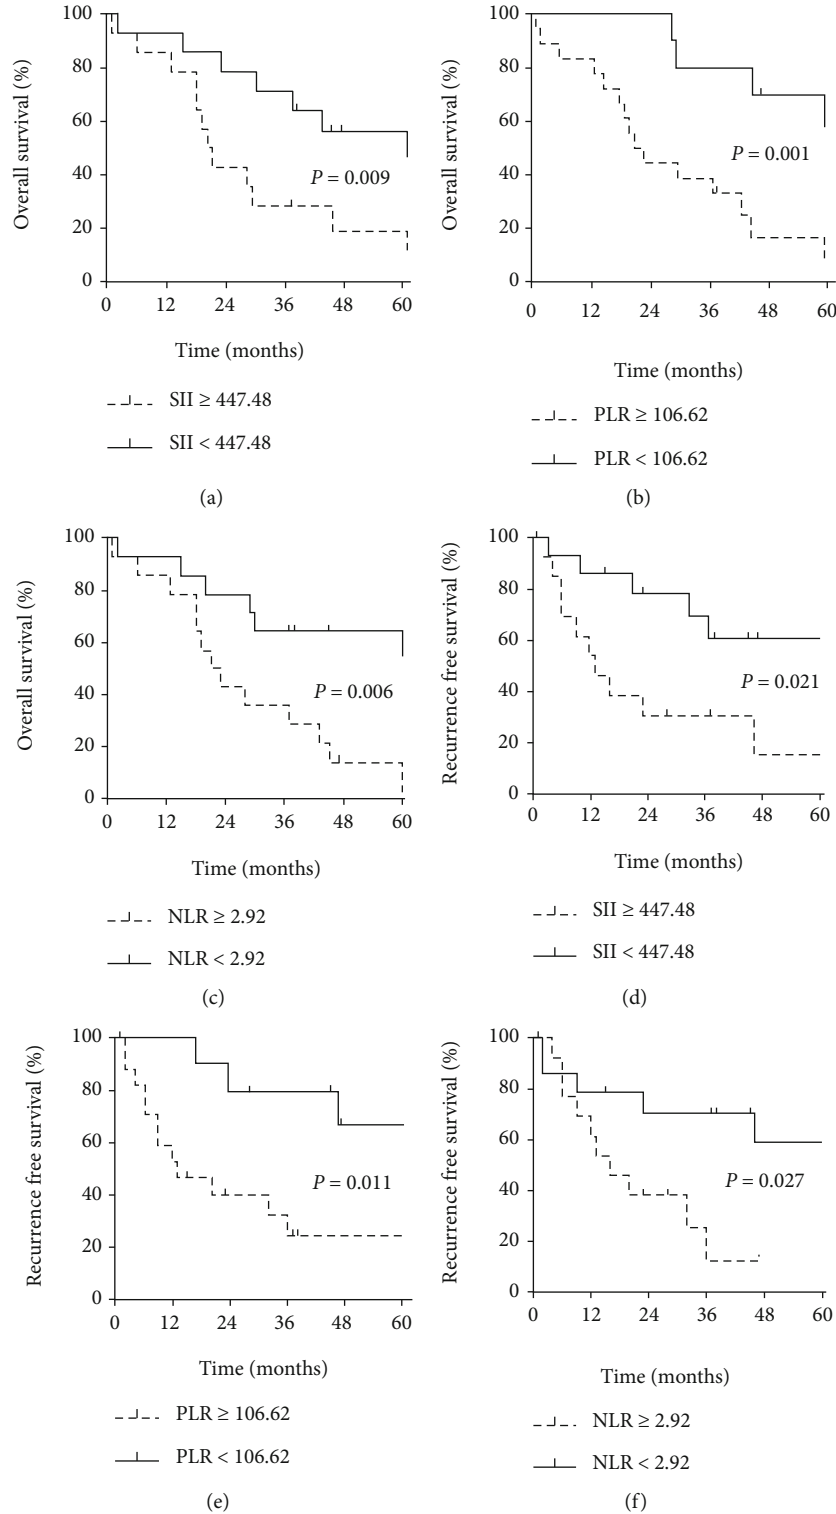 Overall survival (%)
100
80
60
40
20
0
P = 0.009
0 12 24 36 48 60
Time (months)
SII ≥ 447.48
SII < 447.48
(a)
Overall survival (%)
100
80
60
40
20
0
P = 0.001
0 12 24 36 48 60
Time (months)
PLR ≥ 106.62
PLR < 106.62
(b)
Overall survival (%)
100
80
60
40
20
0
P = 0.006
0 12 24 36 48 60
Time (months)
NLR ≥ 2.92
NLR < 2.92
(c)
Recurrence free survival (%)
100
80
60
40
20
0
P = 0.021
0 12 24 36 48 60
Time (months)
SII ≥ 447.48
SII < 447.48
(d)
Recurrence free survival (%)
100
80
60
40
20
0
P = 0.011
0 12 24 36 48 60
Time (months)
PLR ≥ 106.62
PLR < 106.62
(e)
Recurrence free survival (%)
100
80
60
40
20
0
P = 0.027
0 12 24 36 48 60
Time (months)
NLR ≥ 2.92
NLR < 2.92
(f)